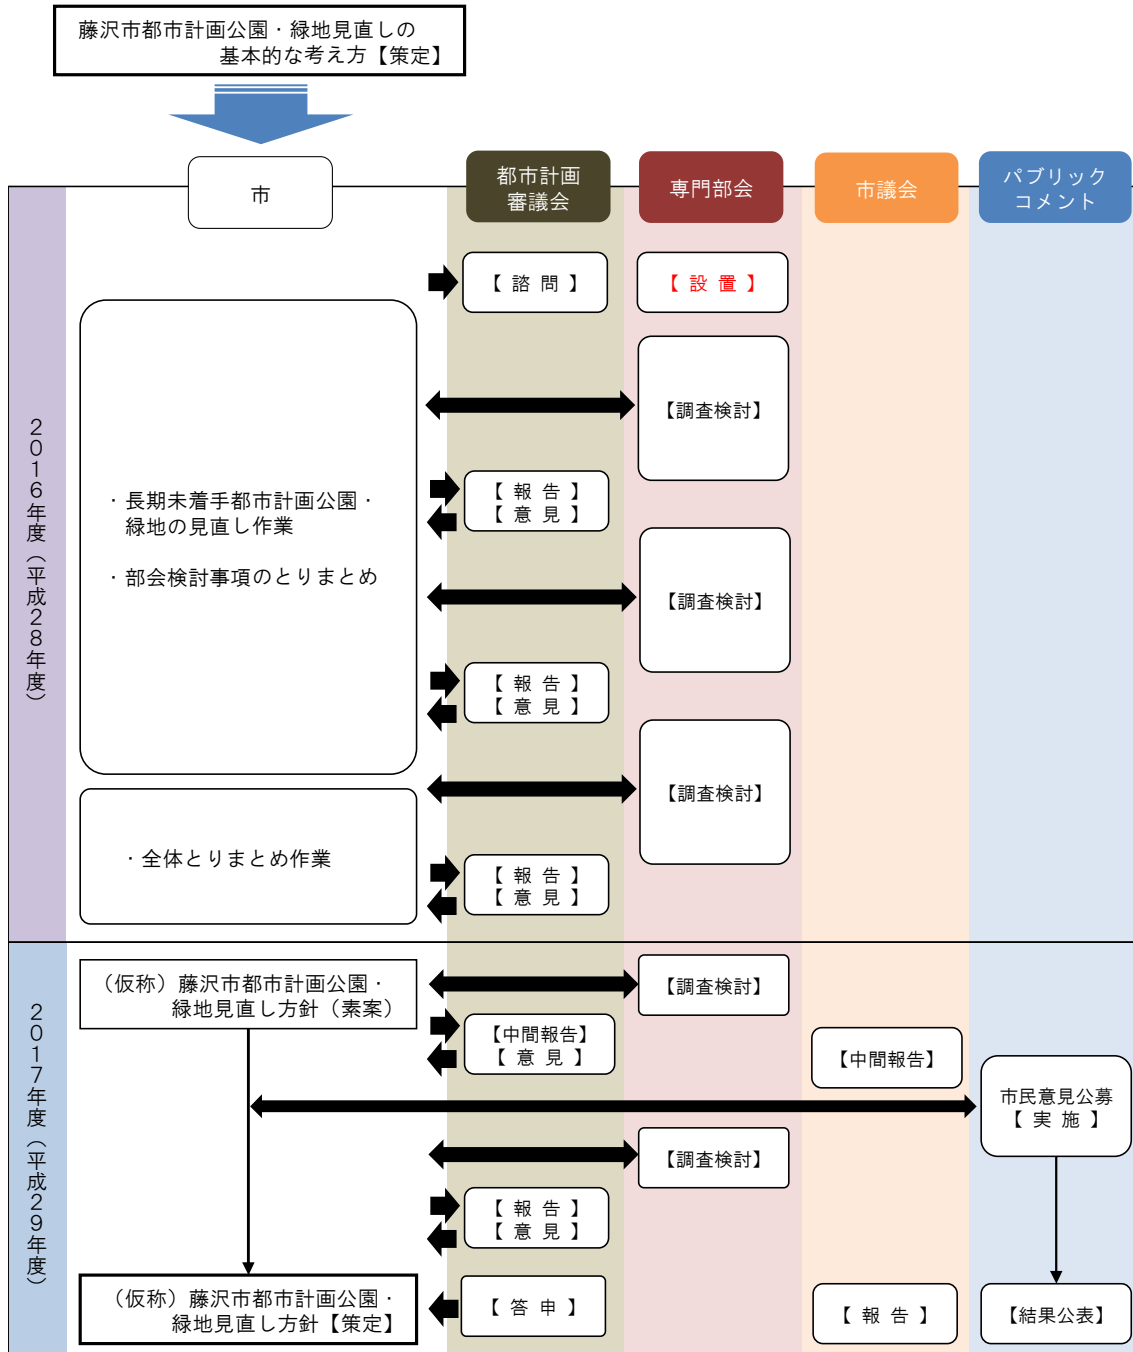 藤沢市都市計画公園・緑地見直しの
基本的な考え方【策定】
市
都市計画
審議会
専門部会
市議会
パブリック
コメント
2016年度（平成28年度）
【 諮 問 】
【 設 置 】
【調査検討】
・長期未着手都市計画公園・
緑地の見直し作業
・部会検討事項のとりまとめ
【 報 告 】
【 意 見 】
【調査検討】
【 報 告 】
【 意 見 】
【調査検討】
・全体とりまとめ作業
【 報 告 】
【 意 見 】
2017年度（平成29年度）
（仮称）藤沢市都市計画公園・
緑地見直し方針（素案）
【調査検討】
【中間報告】
【 意 見 】
【中間報告】
市民意見公募
【 実 施 】
【調査検討】
【 報 告 】
【 意 見 】
（仮称）藤沢市都市計画公園・
緑地見直し方針【策定】
【 答 申 】
【 報 告 】
【結果公表】